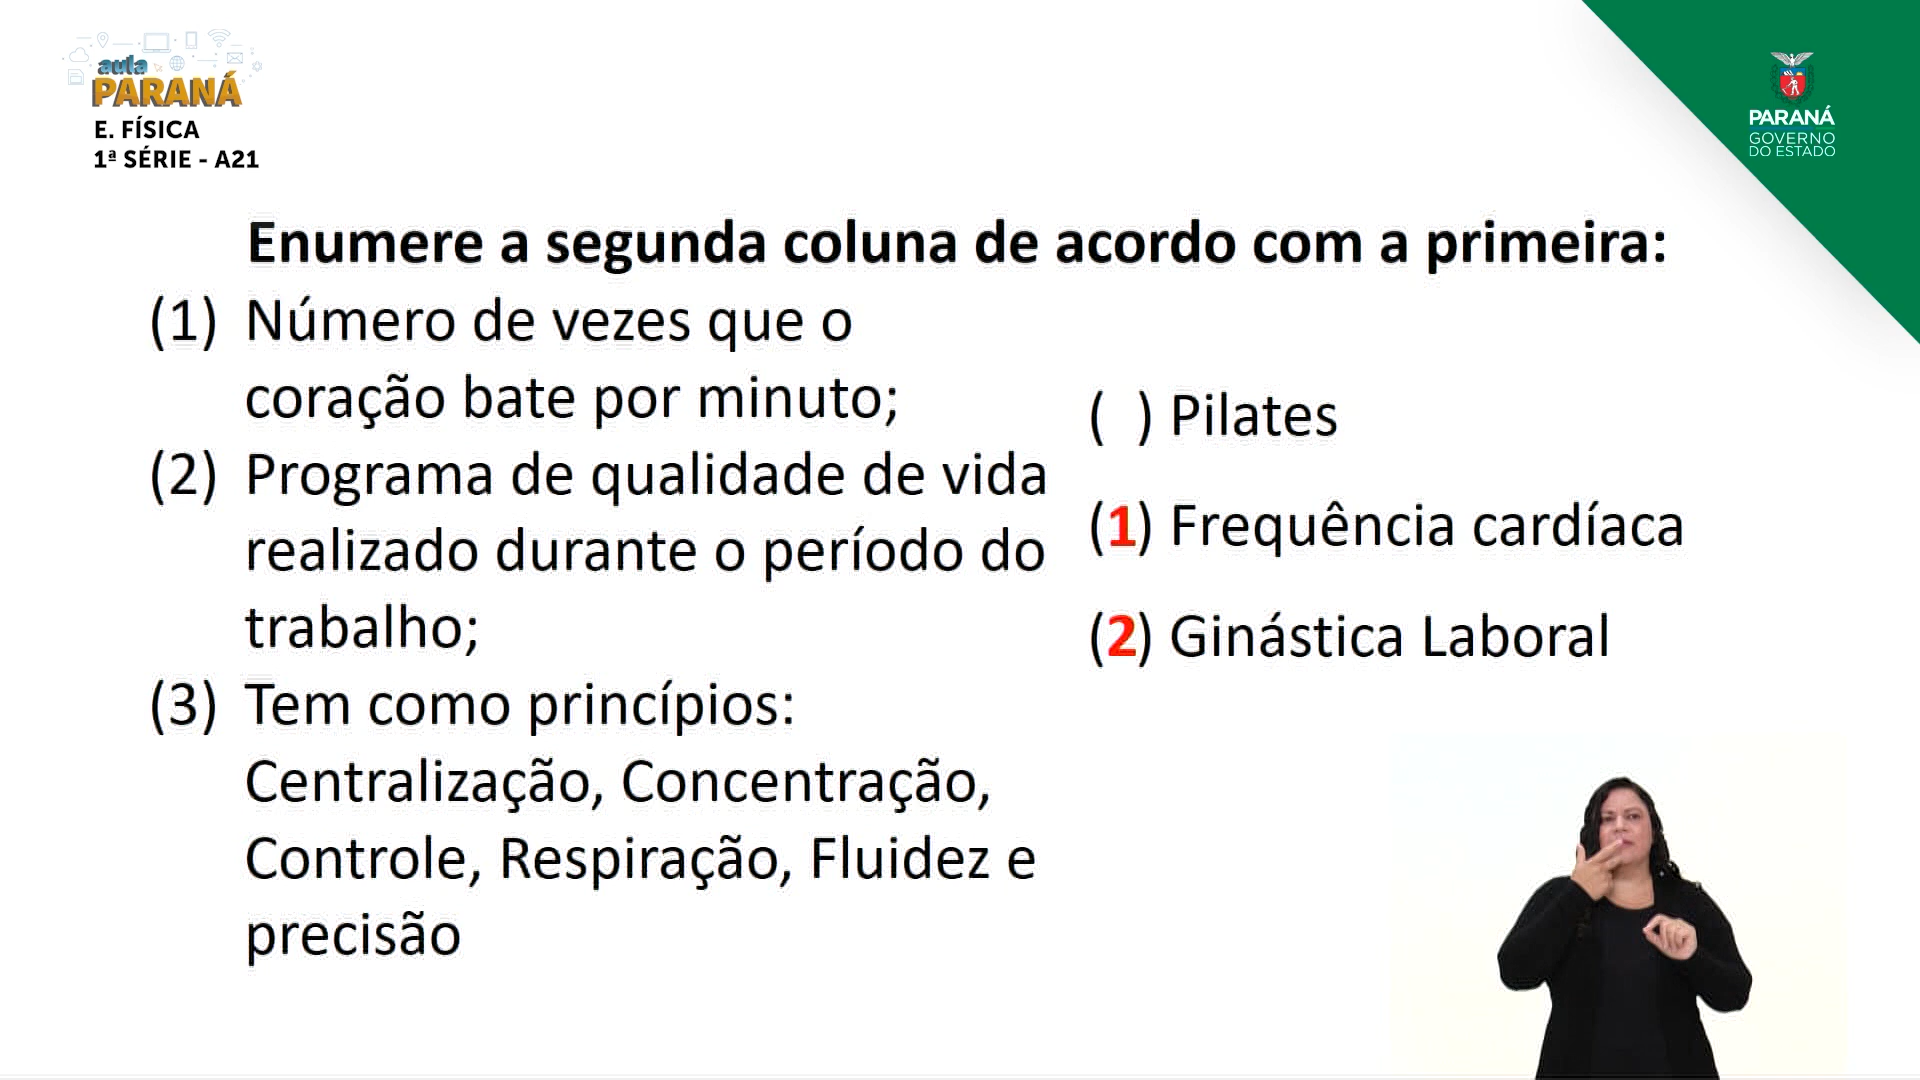 aula
PARANÁ
E. FÍSICA
1ª SÉRIE - A21
PARANÁ
GOVERNO
DO ESTADO
Enumere a segunda coluna de acordo com a primeira:
(1) Número de vezes que o
coração bate por minuto;
(2) Programa de qualidade de vida
realizado durante o período do
trabalho;
(3) Tem como princípios:
Centralização, Concentração,
Controle, Respiração, Fluidez e
precisão
( ) Pilates
(1) Frequência cardíaca
(2) Ginástica Laboral